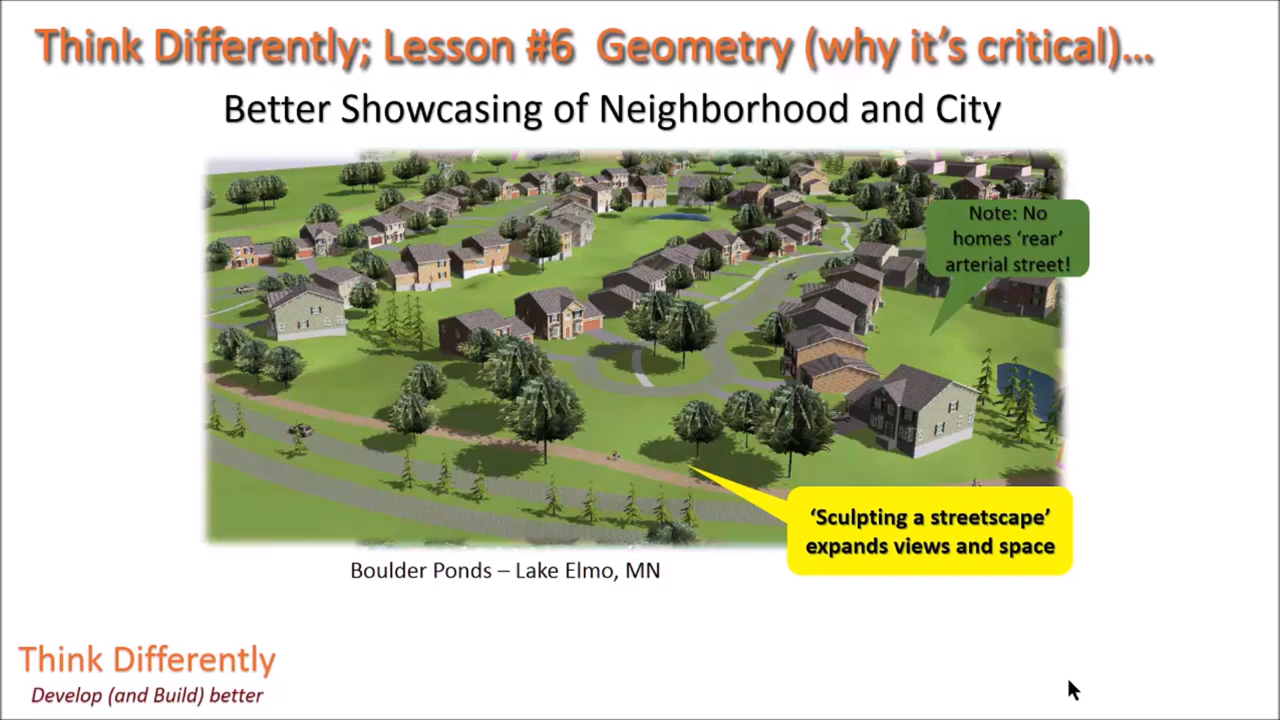 Think Differently; Lesson #6  Geometry (why it's critical)...
Better Showcasing of Neighborhood and City
Note: No
homes ‘rear’
arterial street!
‘Sculpting a streetscape’
expands views and space
Boulder Ponds – Lake Elmo, MN
Think Differently
Develop (and Build) better